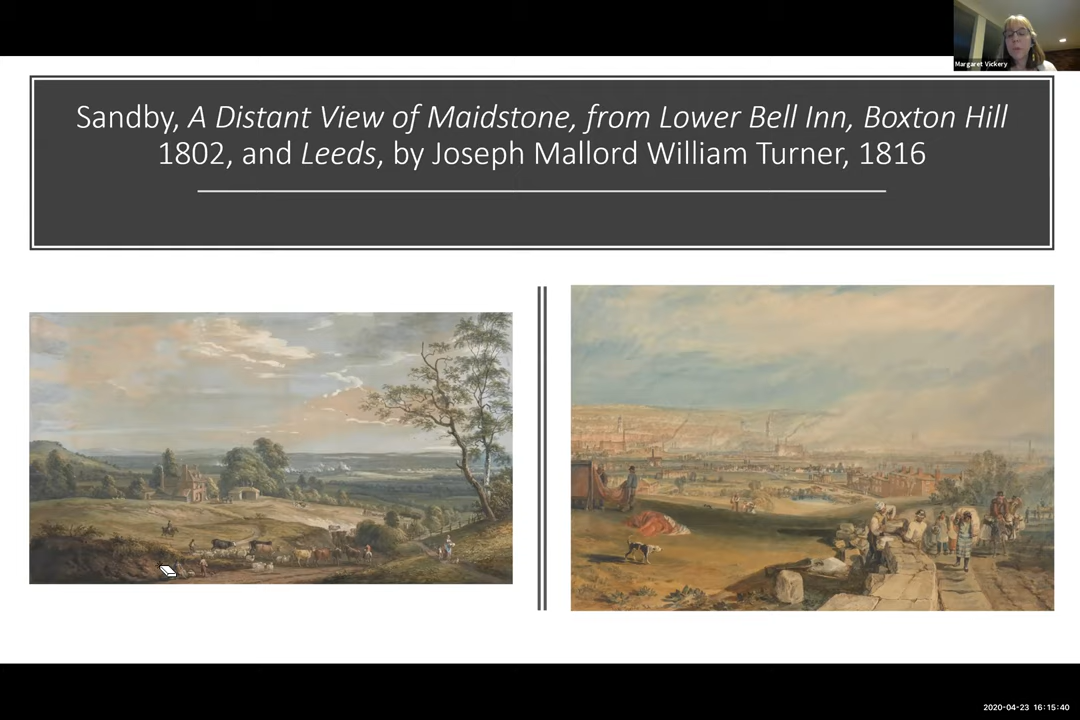 Margaret Vickery
Sandby, A Distant View of Maidstone, from Lower Bell Inn, Boxton Hill
1802, and Leeds, by Joseph Mallord William Turner, 1816
2020-04-23 16:15:40